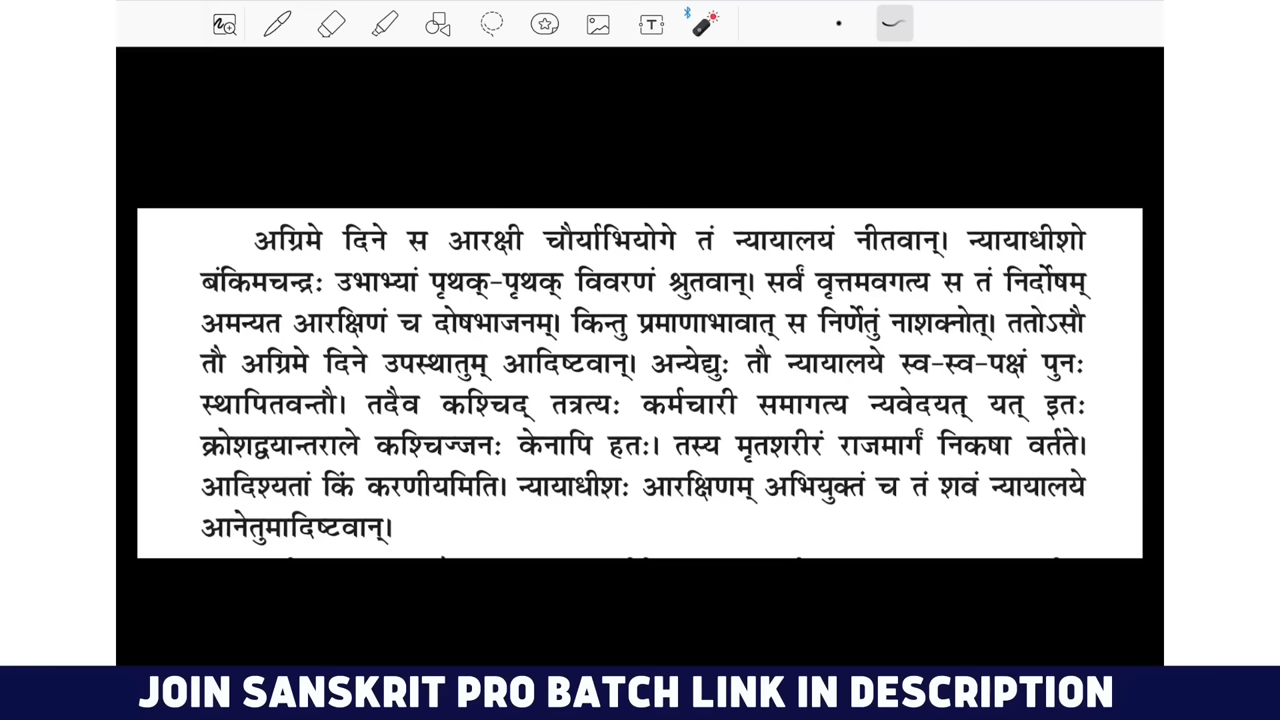 अग्रिमे दिने स आरक्षी चौर्याभियोगे तं न्यायालयं नीतवान्। न्यायाधीशो
बंकिमचन्द्रः उभाभ्यां पृथक्-पृथक् विवरणं श्रुतवान्। सर्वं वृत्तमवगत्य स तं निर्दोषम्
अमन्यत आरक्षिणं च दोषभाजनम्। किन्तु प्रमाणाभावात् स निर्णेतुं नाशक्नोत्। ततोऽसौ
तौ अग्रिमे दिने उपस्थातुम् आदिष्टवान्। अन्येद्युः तौ न्यायालये स्व-स्व-पक्षं पुनः
स्थापितवन्तौ। तदैव कश्चिद् तत्रत्यः कर्मचारी समागत्य न्यवेदयत् यत् इतः
क्रोशद्वयान्तराले कश्चिज्जनः केनापि हतः। तस्य मृतशरीरं राजमार्गं निकषा वर्तते।
आदिश्यतां किं करणीयमिति। न्यायाधीशः आरक्षिणम् अभियुक्तं च तं शवं न्यायालये
आनेतुमादिष्टवान्।
JOIN SANSKRIT PRO BATCH LINK IN DESCRIPTION